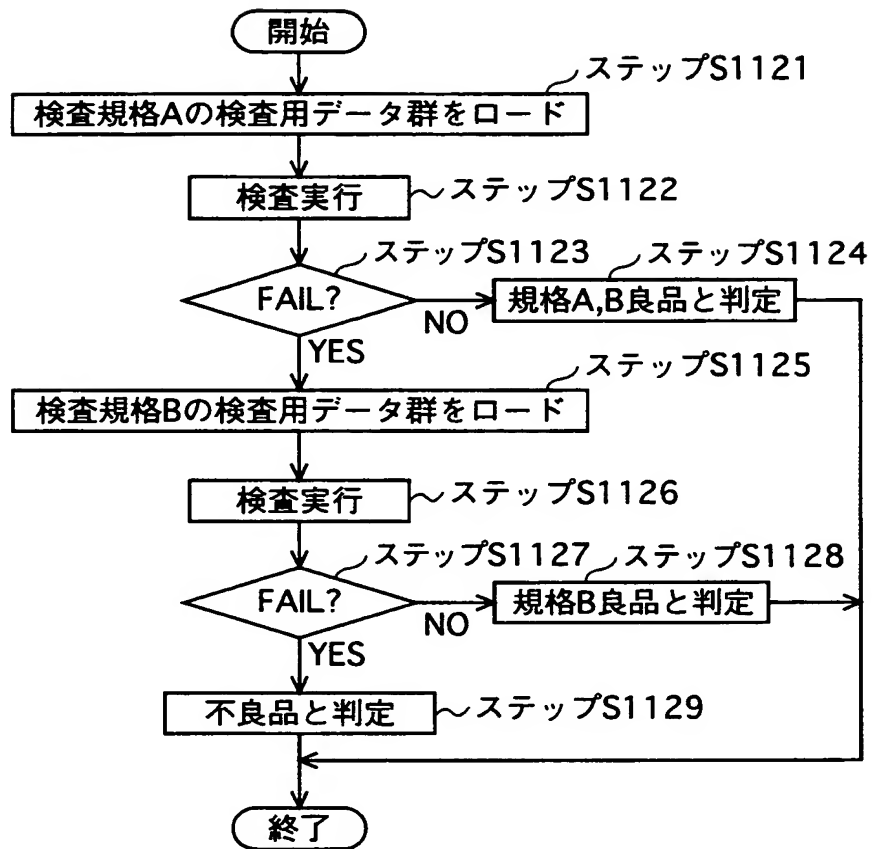 開始
ステップS1121
検査規格Aの検査用データ群をロード
検査実行
ステップS1122
ステップS1123
ステップS1124
FAIL?
NO
規格A,B良品と判定
YES
ステップS1125
検査規格Bの検査用データ群をロード
検査実行
ステップS1126
ステップS1127
ステップS1128
FAIL?
NO
規格B良品と判定
YES
不良品と判定
ステップS1129
終了